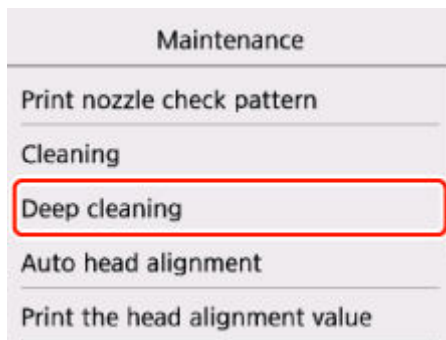 Maintenance
Print nozzle check pattern
Cleaning
Deep cleaning
Auto head alignment
Print the head alignment value